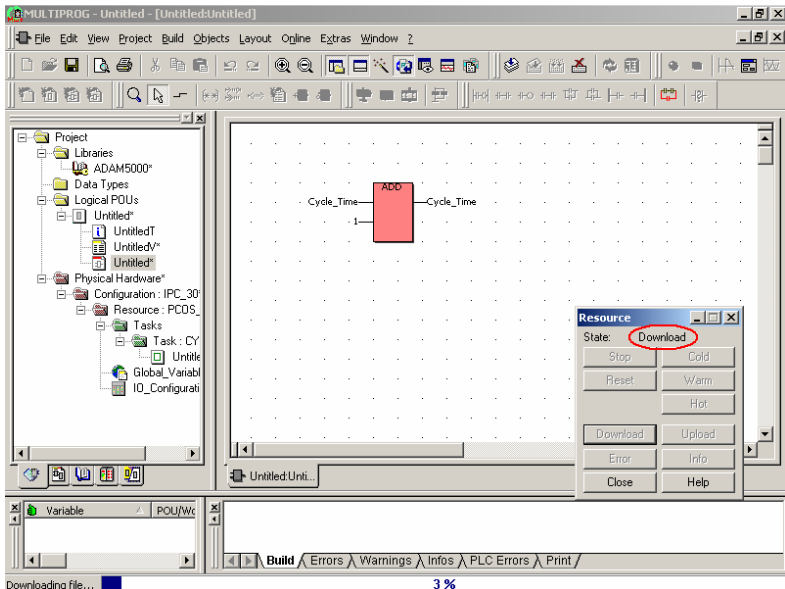 MULTIPROG - Untitled - [Untitled:Untitled]
File Edit View Project Build Objects Layout Online Extras Window ?
Project
Libraries
ADAM5000*
Data Types
Logical POUs
Untitled*
UntitledT
UntitledV*
Untitled*
Physical Hardware*
Configuration : IPC_30
Resource : PCOS_
Tasks
Task : CY
Untitle
Global_Variabl
IO_Configurati
ADD
Cycle_Time
Cycle_Time
1
Untitled:Unti...
Resource
State: Download
Stop Cold
Reset Warm
Hot
Download Upload
Error Info
Close Help
Variable POU/Wo
Build Errors Warnings Infos PLC Errors Print
Downloading file... 3 %